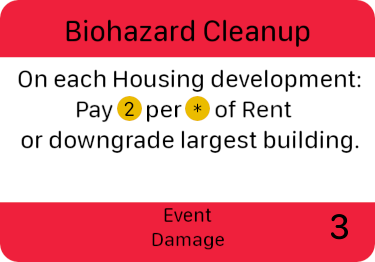 Biohazard Cleanup
On each Housing development:
Pay 2 per * of Rent
or downgrade largest building.
Event
Damage
3